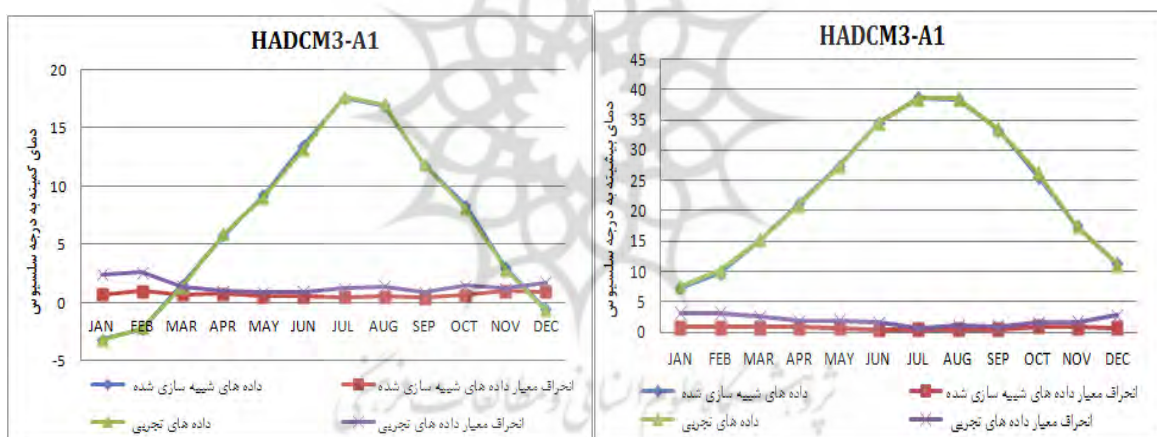 HADCM3-A1
دمای کمینه به درجه سلسیوس
20
15
10
5
0
-5
JAN FEB MAR APR MAY JUN JUL AUG SEP OCT NOV DEC
داده های شبیه سازی شده
انحراف معیار داده های شبیه سازی شده
داده های تجربی
انحراف معیار داده های تجربی
HADCM3-A1
دمای بیشینه به درجه سلسیوس
45
40
35
30
25
20
15
10
5
0
JAN FEB MAR APR MAY JUN JUL AUG SEP OCT NOV DEC
داده های شبیه سازی شده
انحراف معیار داده های شبیه سازی شده
داده های تجربی
انحراف معیار داده های تجربی